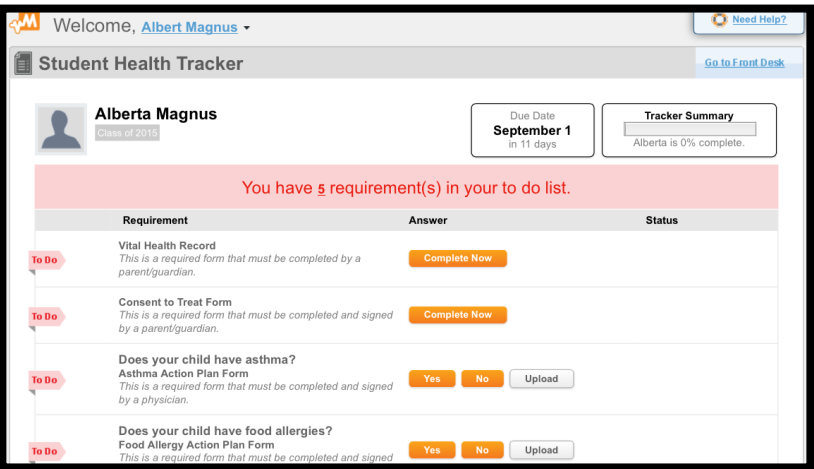 Welcome, Albert Magnus
Need Help?
Student Health Tracker
Go to Front Desk
Alberta Magnus
Class of 2015
Due Date
September 1
in 11 days
Tracker Summary
Alberta is 0% complete.
You have 5 requirement(s) in your to do list.
Requirement Answer Status
To Do
Vital Health Record
This is a required form that must be completed by a
parent/guardian.
Complete Now
To Do
Consent to Treat Form
This is a required form that must be completed and signed
by a parent/guardian.
Complete Now
To Do
Does your child have asthma?
Asthma Action Plan Form
This is a required form that must be completed and signed
by a physician.
Yes No Upload
To Do
Does your child have food allergies?
Food Allergy Action Plan Form
This is a required form that must be completed and signed
Yes No Upload